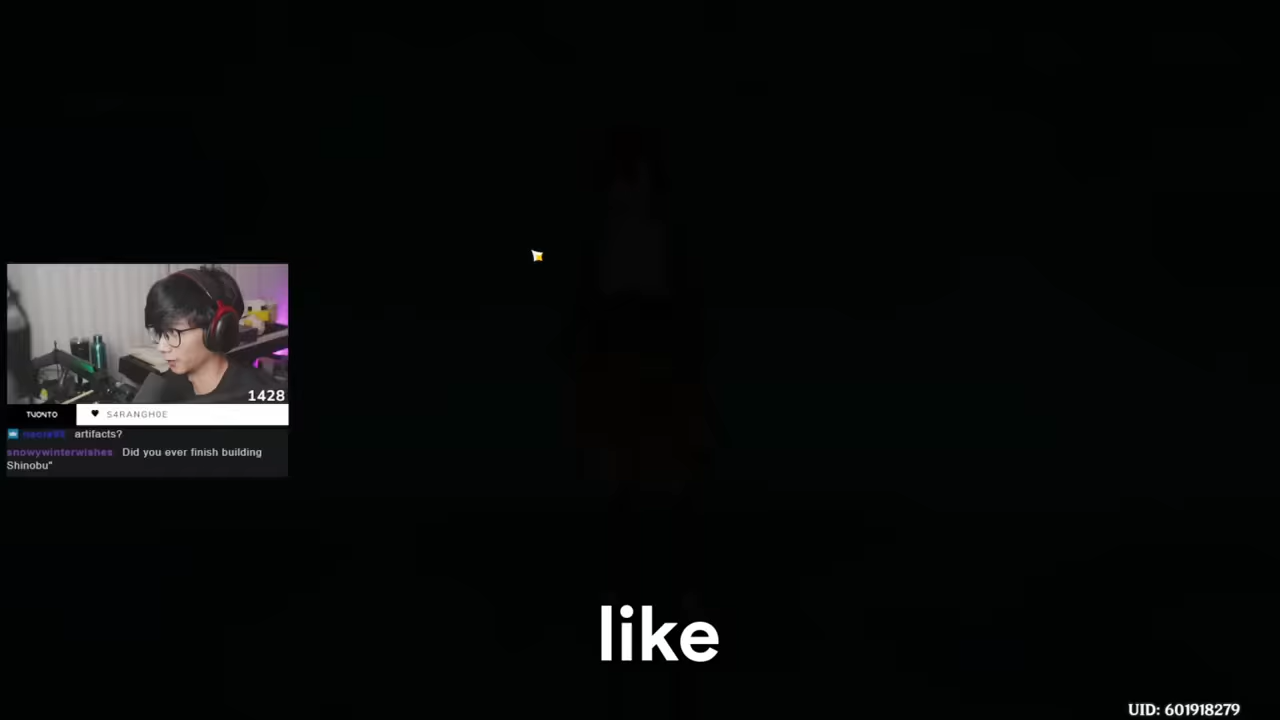 1428
TUONTO
S4RANGH0E
artifacts?
snowywinterwishes Did you ever finish building
Shinobu"
like
UID: 601918279